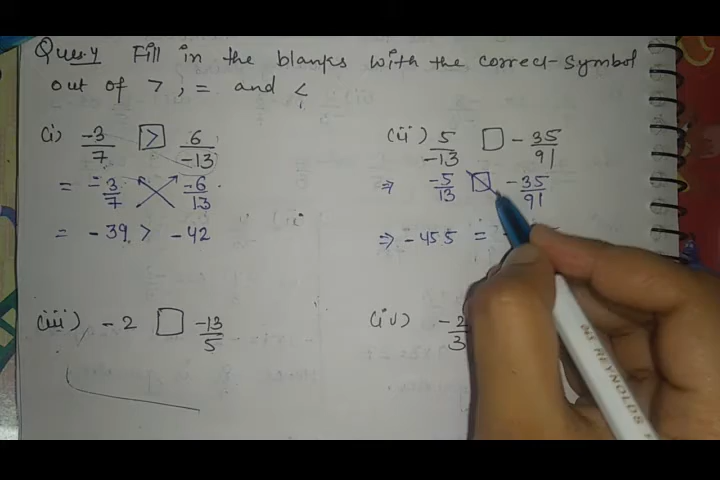 Ques.4 Fill in the blanks with the correct symbol
out of >, = and <
(i) -3/7 > 6/-13
= -3/7 -6/13
= -39 > -42
(ii) 5/-13 □ -35/91
⇒ -5/13 □ -35/91
⇒ -455 =
(iii) -2 □ -13/5
(iv) -2/3
REYNOLDS